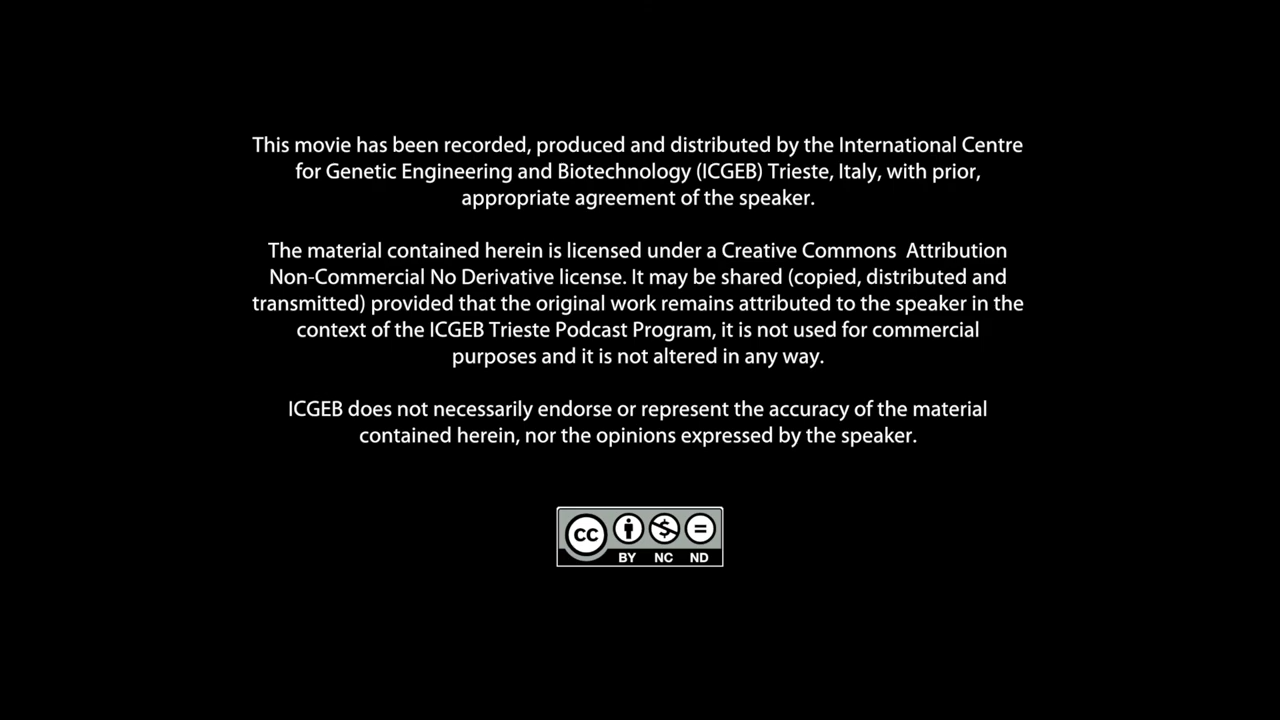 This movie has been recorded, produced and distributed by the International Centre
for Genetic Engineering and Biotechnology (ICGEB) Trieste, Italy, with prior,
appropriate agreement of the speaker.
The material contained herein is licensed under a Creative Commons  Attribution
Non-Commercial No Derivative license. It may be shared (copied, distributed and
transmitted) provided that the original work remains attributed to the speaker in the
context of the ICGEB Trieste Podcast Program, it is not used for commercial
purposes and it is not altered in any way.
ICGEB does not necessarily endorse or represent the accuracy of the material
contained herein, nor the opinions expressed by the speaker.
cc $ =
BY NC ND